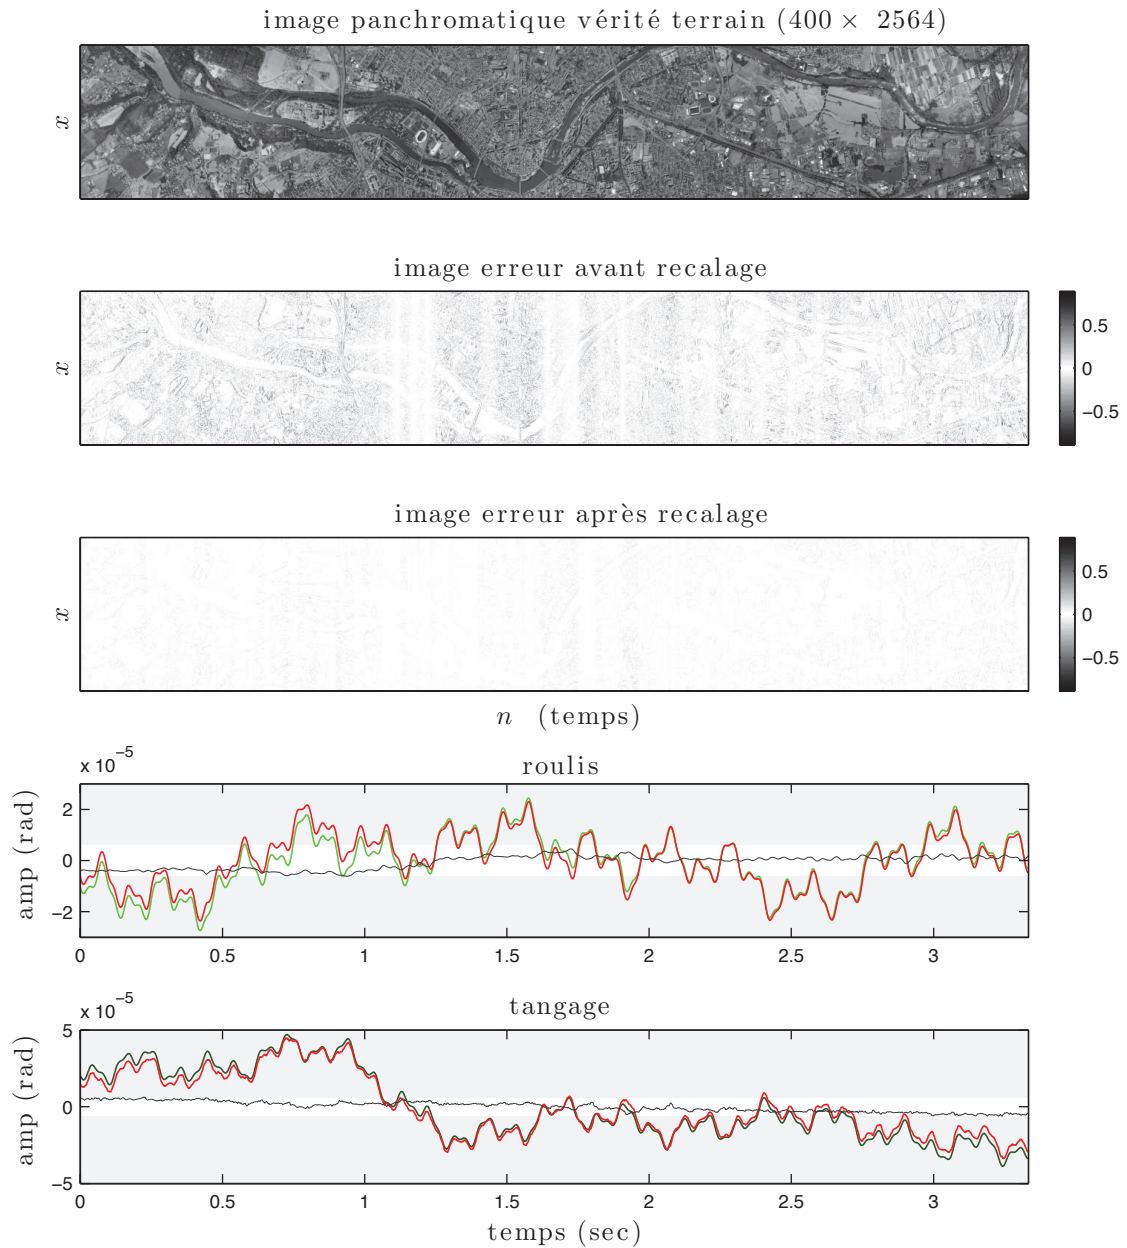 image panchromatique vérité terrain (400 × 2564)
x
image erreur avant recalage
x
0.5
0
−0.5
image erreur après recalage
x
0.5
0
−0.5
n (temps)
x 10−5
roulis
amp (rad)
2
0
−2
0 0.5 1 1.5 2 2.5 3
x 10−5
tangage
amp (rad)
5
0
−5
0 0.5 1 1.5 2 2.5 3
temps (sec)